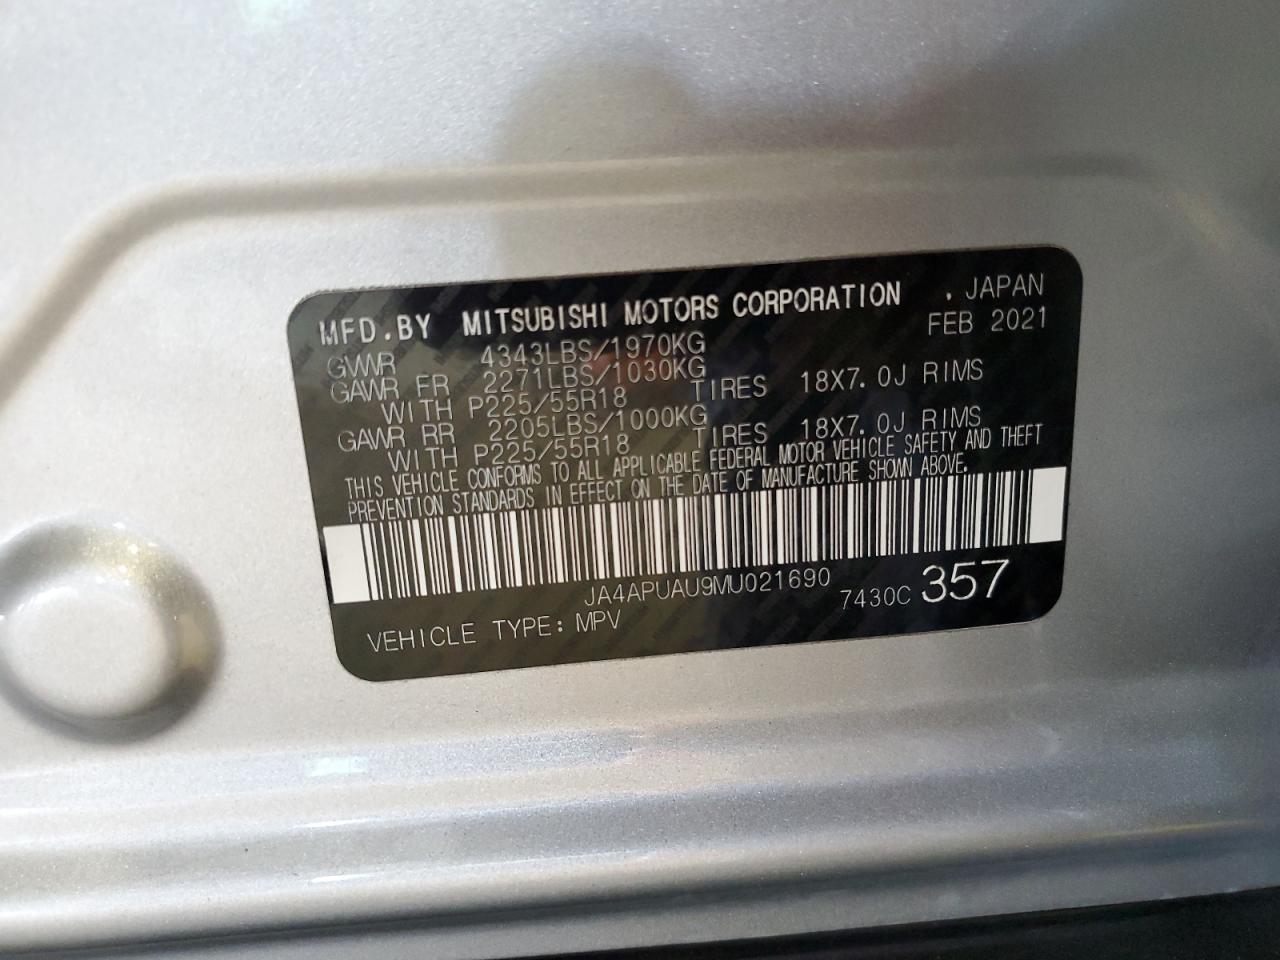 MFD.BY MITSUBISHI MOTORS CORPORATION , JAPAN
FEB 2021
GVWR 4343LBS/1970KG
GAWR FR 2271LBS/1030KG
WITH P225/55R18 TIRES 18X7.0J RIMS
GAWR RR 2205LBS/1000KG
WITH P225/55R18 TIRES 18X7.0J RIMS
THIS VEHICLE CONFORMS TO ALL APPLICABLE FEDERAL MOTOR VEHICLE SAFETY AND THEFT
PREVENTION STANDARDS IN EFFECT ON THE DATE OF MANUFACTURE SHOWN ABOVE.
JA4APUAU9MU021690
7430C 357
VEHICLE TYPE: MPV